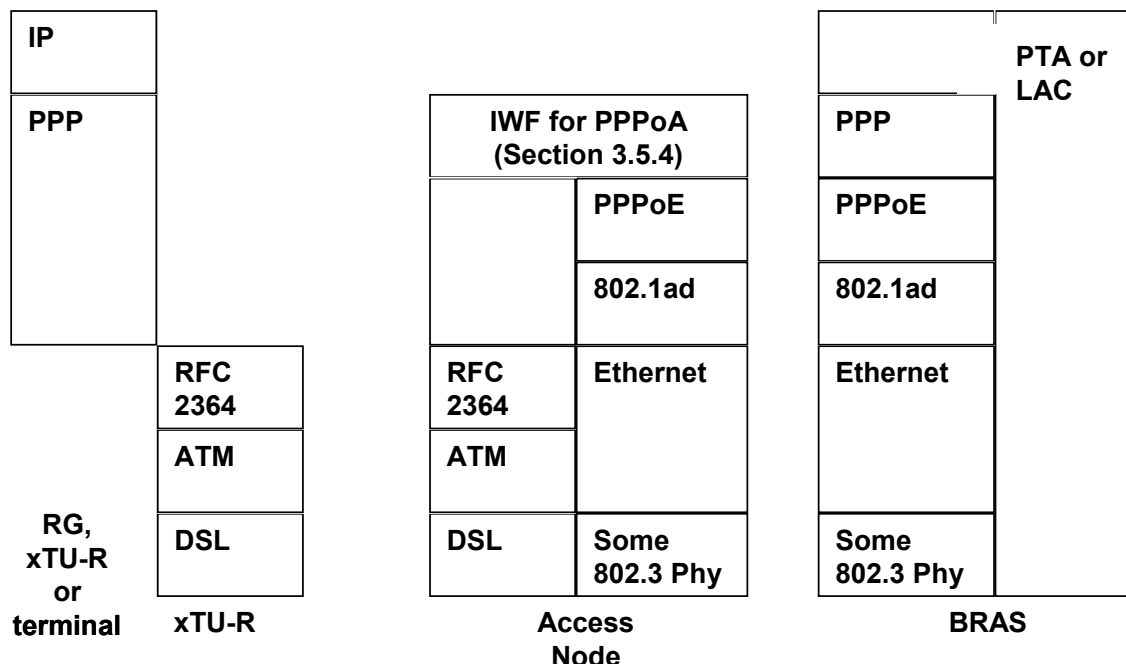 IP
PPP
RFC
2364
ATM
DSL
RG,
xTU-R
or
terminal
xTU-R
IWF for PPPoA
(Section 3.5.4)
PPPoE
802.1ad
RFC
2364
Ethernet
ATM
DSL
Some
802.3 Phy
Access
Node
PTA or
LAC
PPP
PPPoE
802.1ad
Ethernet
Some
802.3 Phy
BRAS